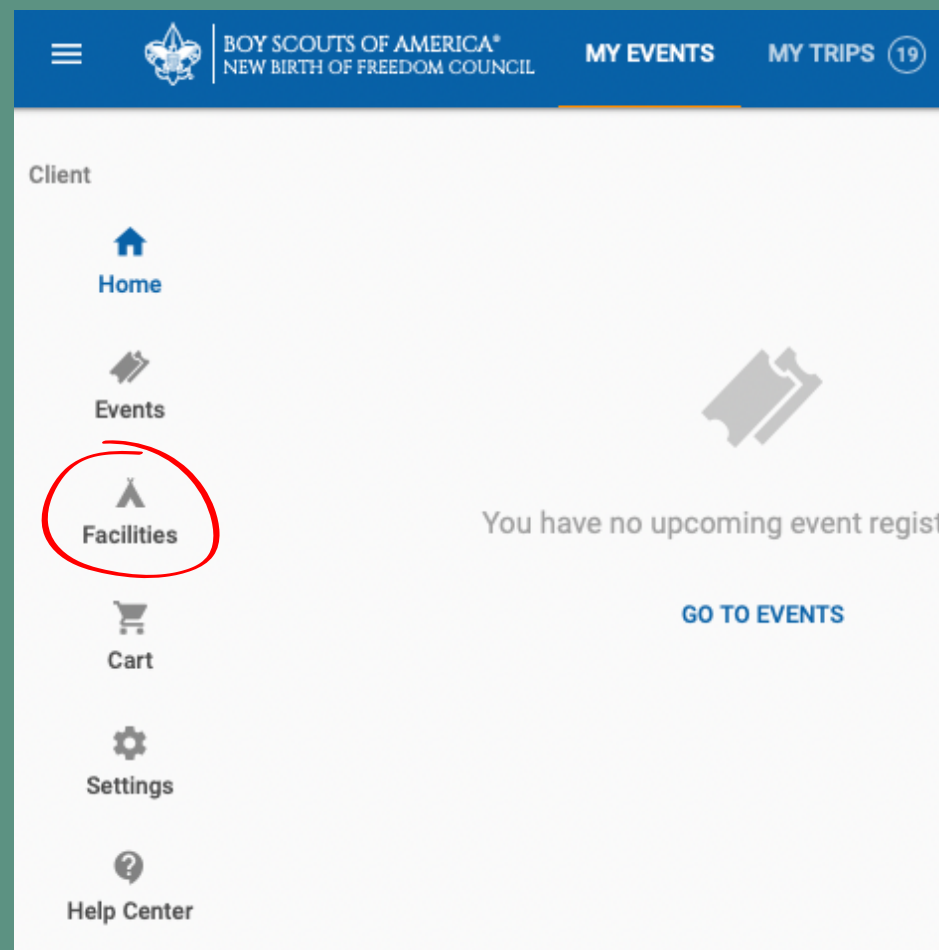 BOY SCOUTS OF AMERICA®
NEW BIRTH OF FREEDOM COUNCIL
MY EVENTS
MY TRIPS 19
Client
Home
Events
Facilities
Cart
Settings
Help Center
You have no upcoming event regist
GO TO EVENTS